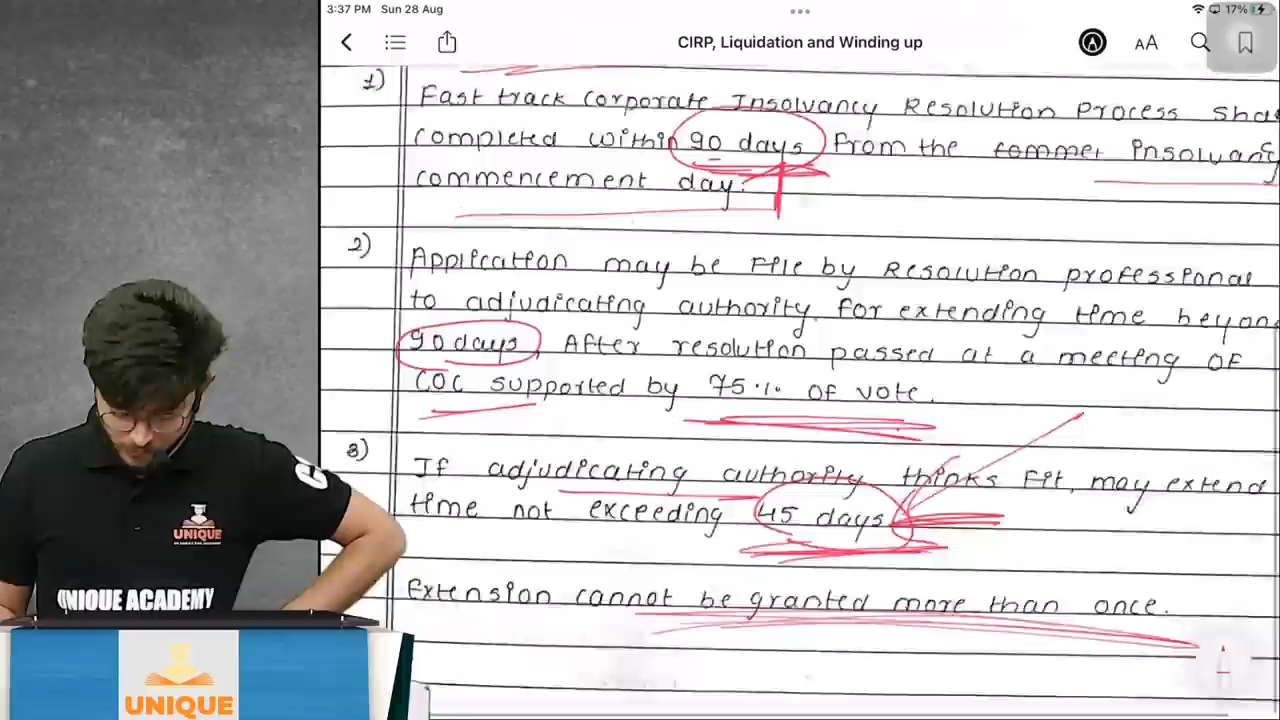 3:37 PM Sun 28 Aug
17%
CIRP, Liquidation and Winding up
AA
1)
Fast track corporate Insolvancy Resolution Process
completed within 90 days from the Insolvancy
commencement day.
2)
Application may be file by Resolution professional
to adjudicating authority for extending time
90 days. After resolution passed at a meeting of
COC supported by 75% of vote.
3)
If adjudicating authority thinks fit, may extend
time not exceeding 45 days
Extension cannot be granted more than once.
UNIQUE
UNIQUE ACADEMY
UNIQUE